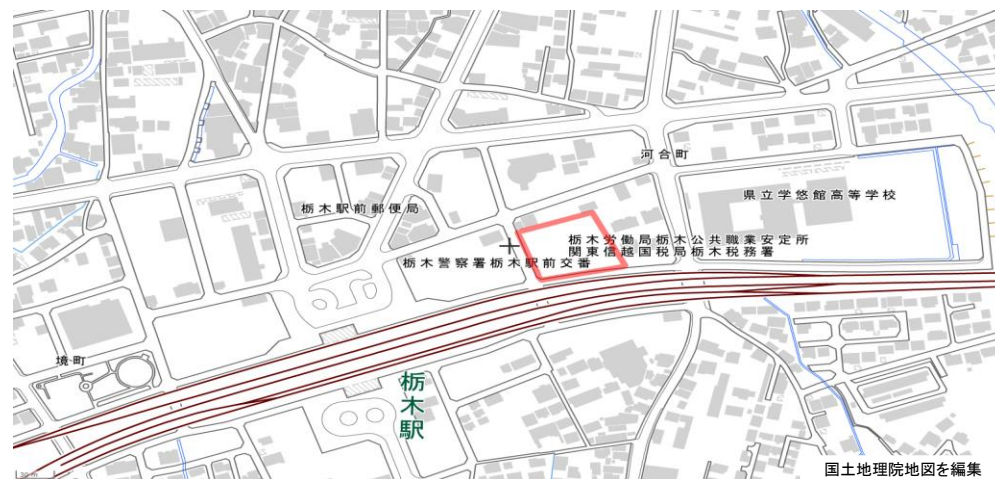 河合町
県立学悠館高等学校
栃木駅前郵便局
栃木労働局栃木公共職業安定所
関東信越国税局栃木税務署
栃木警察署栃木駅前交番
境町
栃木駅
国土地理院地図を編集